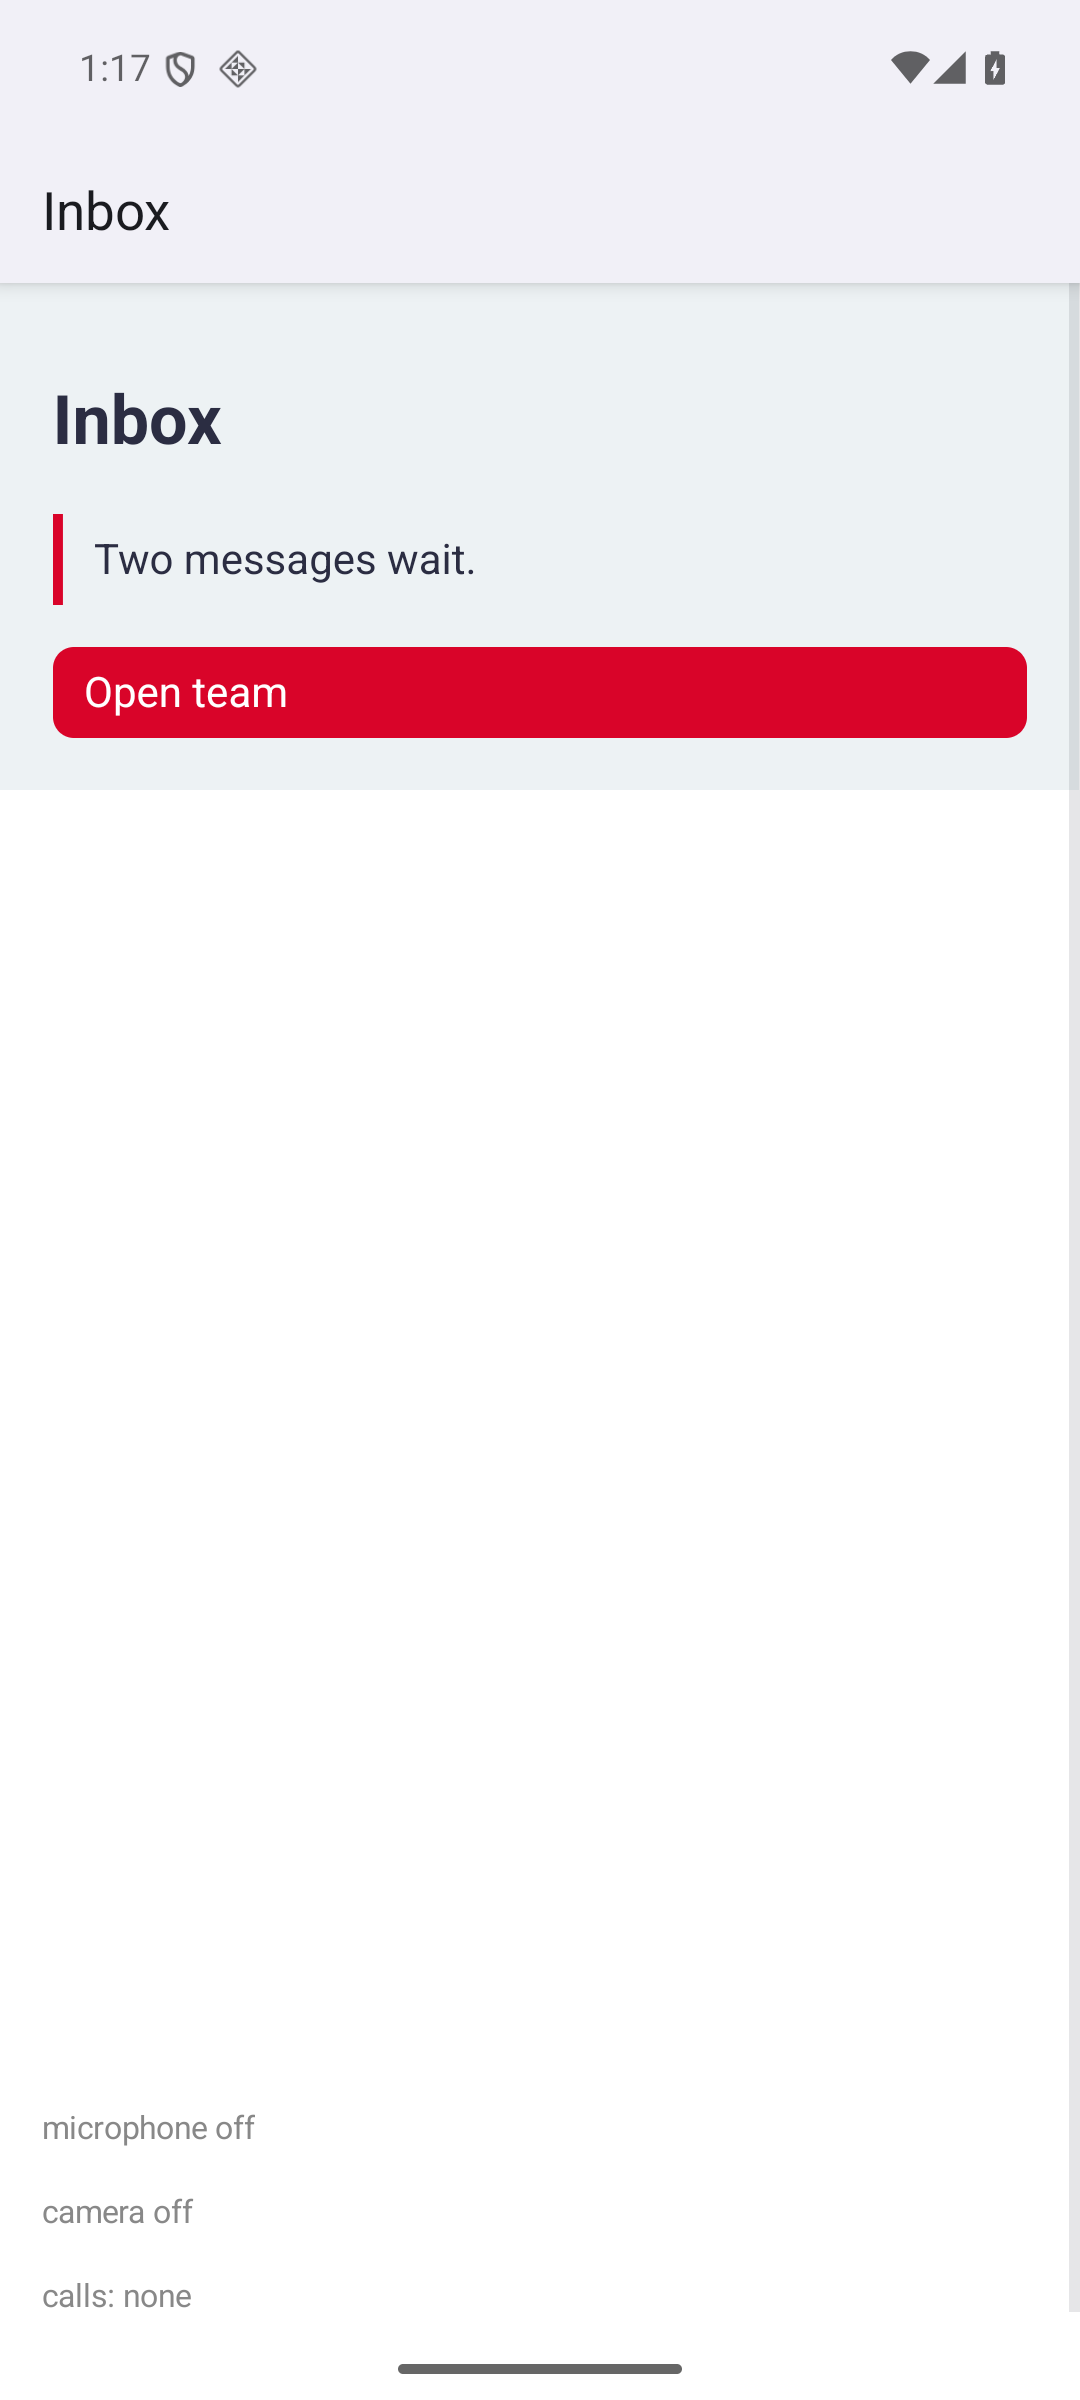 1:17
Inbox
Inbox
Two messages wait.
Open team
microphone off
camera off
calls: none